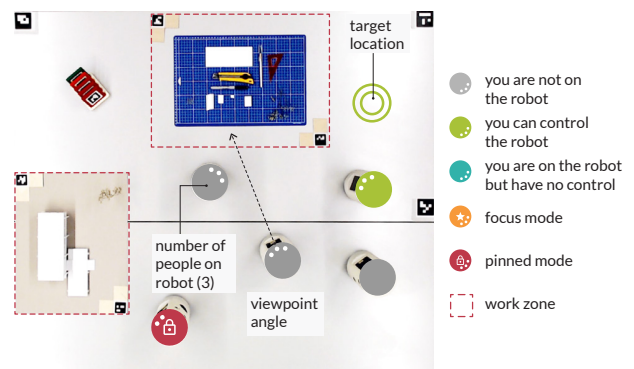 target
location
number of
people on
robot (3)
viewpoint
angle
you are not on
the robot
you can control
the robot
you are on the robot
but have no control
focus mode
pinned mode
work zone